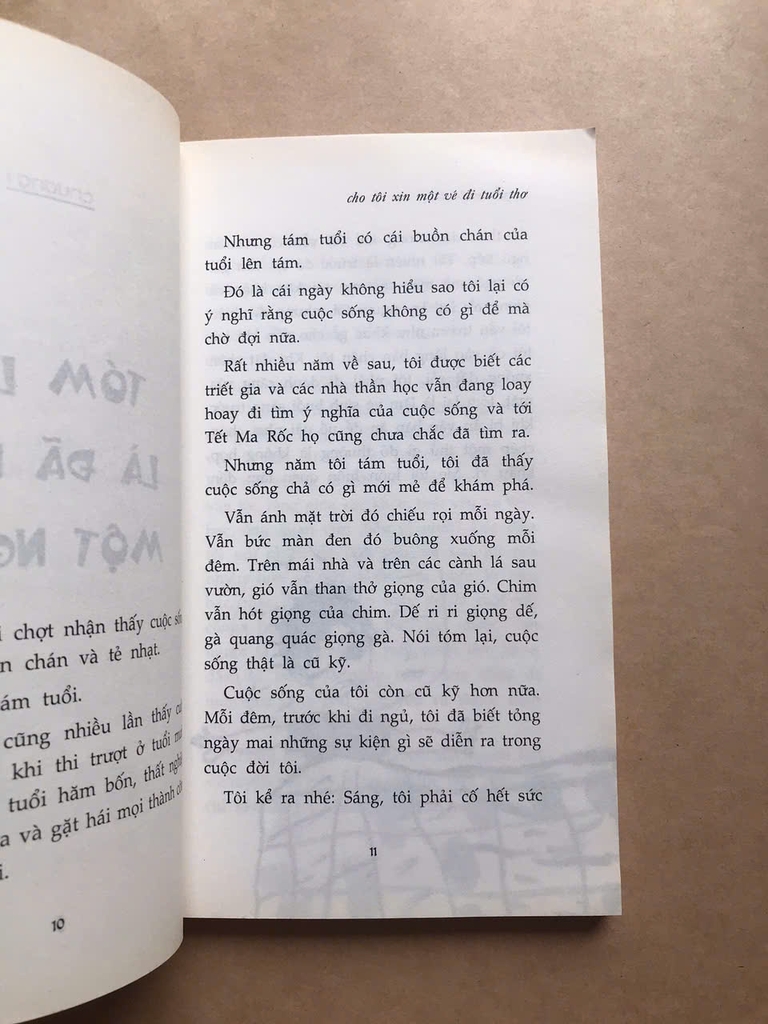 chợt nhận thấy cuộc
chán và tẻ nhạt.
tuổi.
cũng nhiều lần thấy
khi thi trượt ở tuổi
tuổi hăm bốn, thất
và gặt hái mọi thành
10
cho tôi xin một vé đi tuổi thơ
Nhưng tám tuổi có cái buồn chán của
tuổi lên tám.
Đó là cái ngày không hiểu sao tôi lại có
ý nghĩ rằng cuộc sống không có gì để mà
chờ đợi nữa.
Rất nhiều năm về sau, tôi được biết các
triết gia và các nhà thần học vẫn đang loay
hoay đi tìm ý nghĩa của cuộc sống và tới
Tết Ma Rốc họ cũng chưa chắc đã tìm ra.
Nhưng năm tôi tám tuổi, tôi đã thấy
cuộc sống chả có gì mới mẻ để khám phá.
Vẫn ánh mặt trời đó chiếu rọi mỗi ngày.
Vẫn bức màn đen đó buông xuống mỗi
đêm. Trên mái nhà và trên các cành lá sau
vườn, gió vẫn than thở giọng của gió. Chim
vẫn hót giọng của chim. Dế ri ri giọng dế,
gà quang quác giọng gà. Nói tóm lại, cuộc
sống thật là cũ kỹ.
Cuộc sống của tôi còn cũ kỹ hơn nữa.
Mỗi đêm, trước khi đi ngủ, tôi đã biết tỏng
ngày mai những sự kiện gì sẽ diễn ra trong
cuộc đời tôi.
Tôi kể ra nhé: Sáng, tôi phải cố hết sức
11